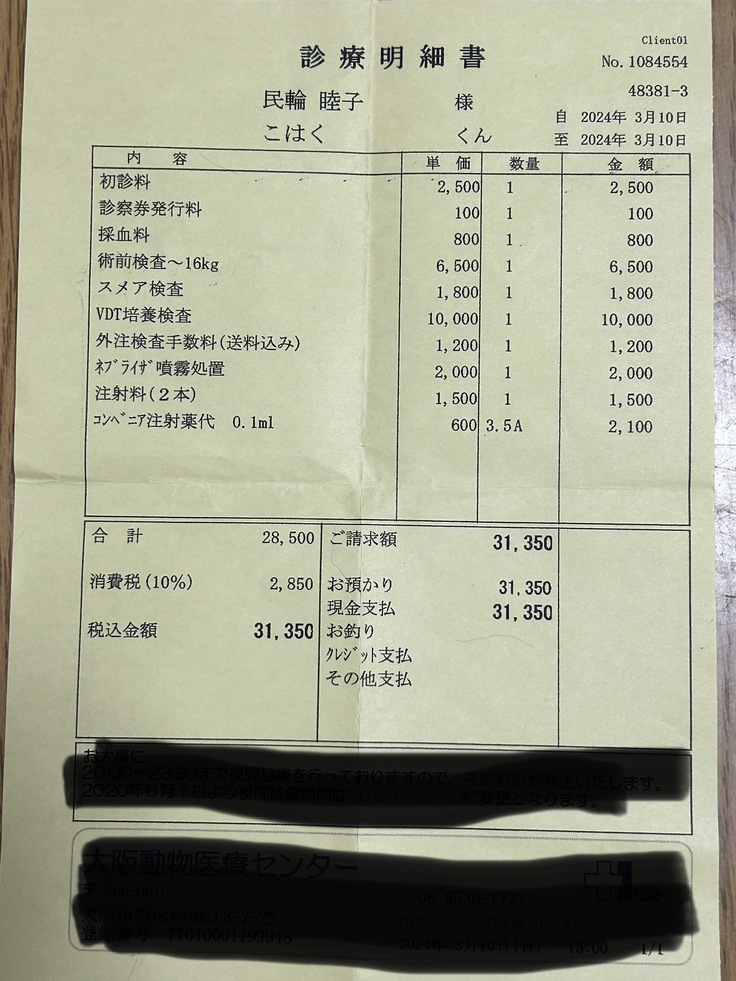 Client01
診療明細書
No.1084554
48381-3
民輪 睦子 様
自 2024年 3月10日
こはく くん
至 2024年 3月10日
内 容 単 価 数量 金 額
初診料 2,500 1 2,500
診察券発行料 100 1 100
採血料 800 1 800
術前検査～16kg 6,500 1 6,500
スメア検査 1,800 1 1,800
VDT培養検査 10,000 1 10,000
外注検査手数料(送料込み) 1,200 1 1,200
ﾈﾌﾞﾗｲｻﾞ噴霧処置 2,000 1 2,000
注射料(２本) 1,500 1 1,500
ｺﾝﾍﾞﾆｱ注射薬代 0.1ml 600 3.5A 2,100
合 計 28,500 ご請求額 31,350
消費税(10%) 2,850 お預かり 31,350
現金支払 31,350
税込金額 31,350 お釣り
ｸﾚｼﾞｯﾄ支払
その他支払
お大事に